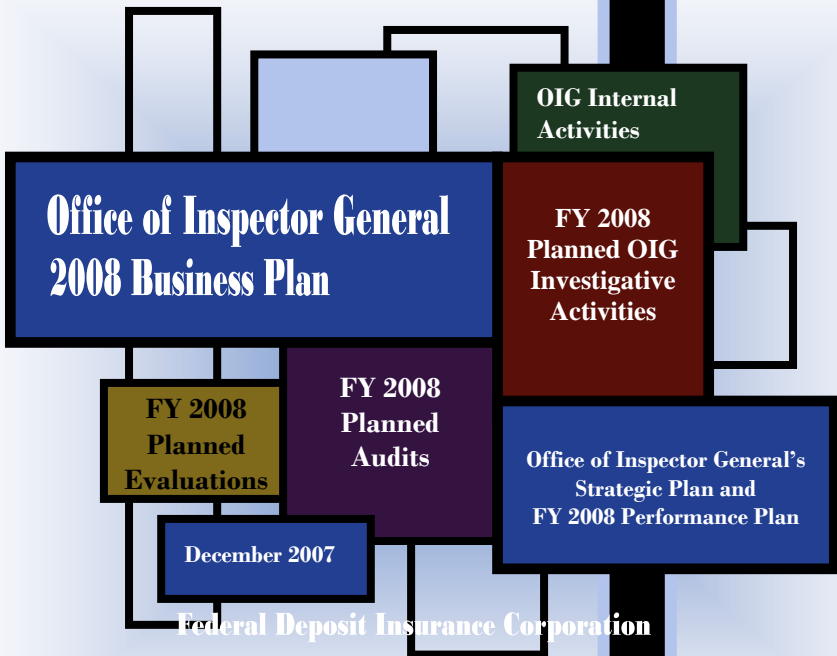 OIG Internal
Activities
Office of Inspector General
2008 Business Plan
FY 2008
Planned OIG
Investigative
Activities
FY 2008
Planned
Evaluations
FY 2008
Planned
Audits
Office of Inspector General’s
Strategic Plan and
FY 2008 Performance Plan
December 2007
Federal Deposit Insurance Corporation